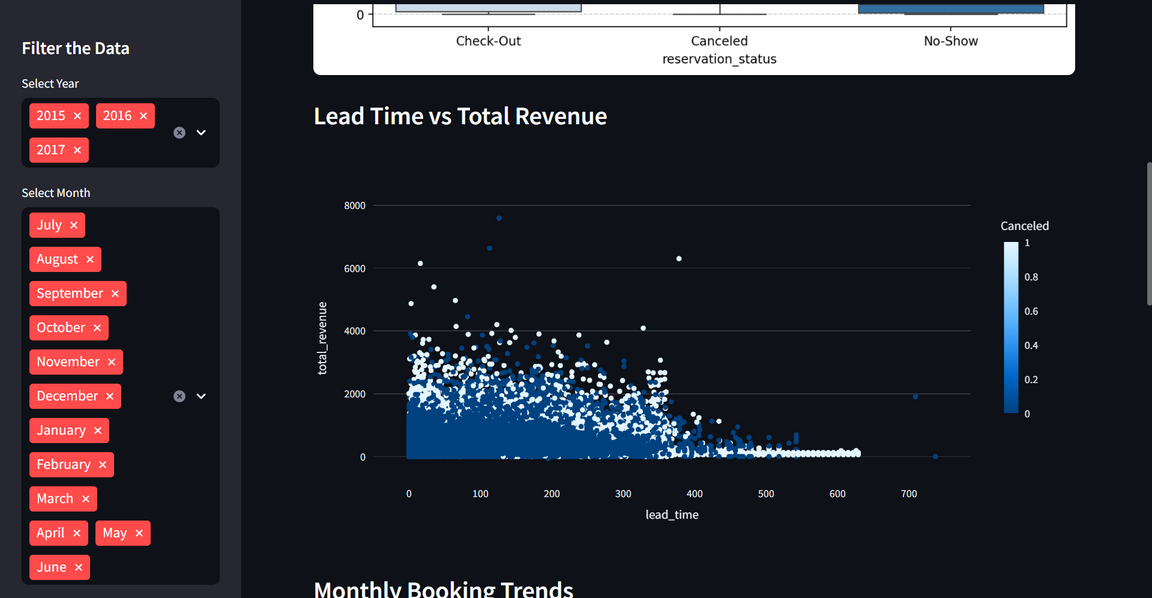 Filter the Data
Select Year
2015 ×
2016 ×
2017 ×
Select Month
July ×
August ×
September ×
October ×
November ×
December ×
January ×
February ×
March ×
April ×
May ×
June ×
0
Check-Out
Canceled
No-Show
reservation_status
Lead Time vs Total Revenue
8000
6000
4000
2000
0
total_revenue
0
100
200
300
400
500
600
700
lead_time
Canceled
1
0.8
0.6
0.4
0.2
0
Monthly Booking Trends